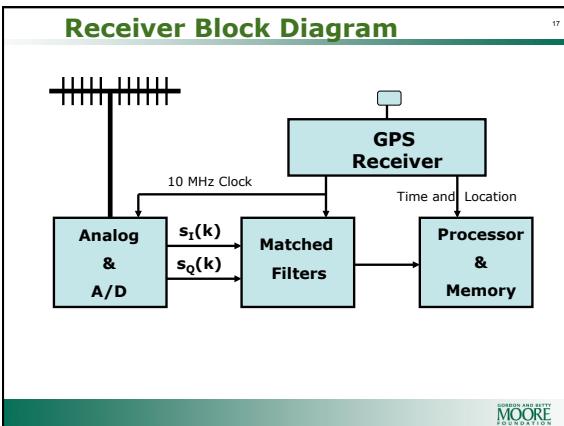 Receiver Block Diagram
17
GPS
Receiver
10 MHz Clock
Time and Location
Analog
&
A/D
sI(k)
sQ(k)
Matched
Filters
Processor
&
Memory
GORDON AND BETTY
MOORE
FOUNDATION